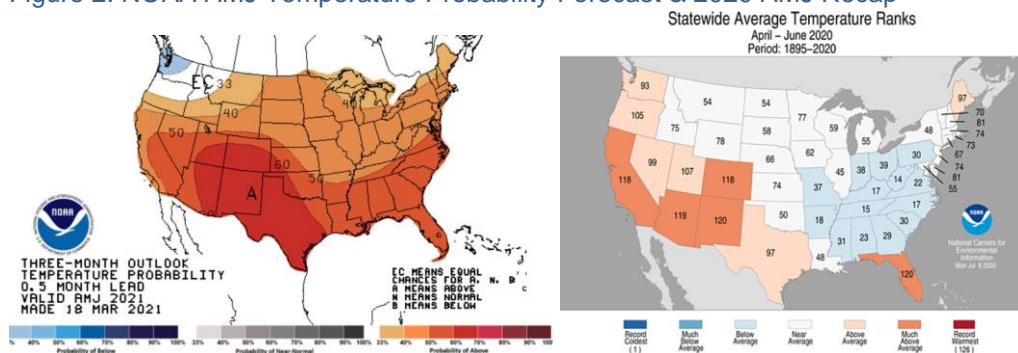 Figure 2: NOAA AMJ Temperature Probability Forecast & 2020 AMJ Recap
EC
33
40
50
60
50
40
A
NOAA
THREE-MONTH OUTLOOK
TEMPERATURE PROBABILITY
0.5 MONTH LEAD
VALID AMJ 2021
MADE 18 MAR 2021
EC MEANS EQUAL
CHANCES FOR A, N, B
A MEANS ABOVE
N MEANS NORMAL
B MEANS BELOW
% 40% 50% 60% 70% 80% 90% 100%
Probability of Below
33% 40% 50% 60% 70% 80% 90% 100%
Probability of Near-Normal
33% 40% 50% 60% 70% 80% 90% 100%
Probability of Above
Statewide Average Temperature Ranks
April – June 2020
Period: 1895–2020
93 54 54 77 97
105 75 78 58 59 48 70
81
74
73
99 107 118 66 62 55 30 67
74
118 74 45 38 39 14 81
22 55
119 120 50 37 17 17
97 18 15 30
31 23 29
48 120
NOAA
National Centers for
Environmental
Information
Mon Jul 6 2020
Record
Coldest
(1)
Much
Below
Average
Below
Average
Near
Average
Above
Average
Much
Above
Average
Record
Warmest
(126)